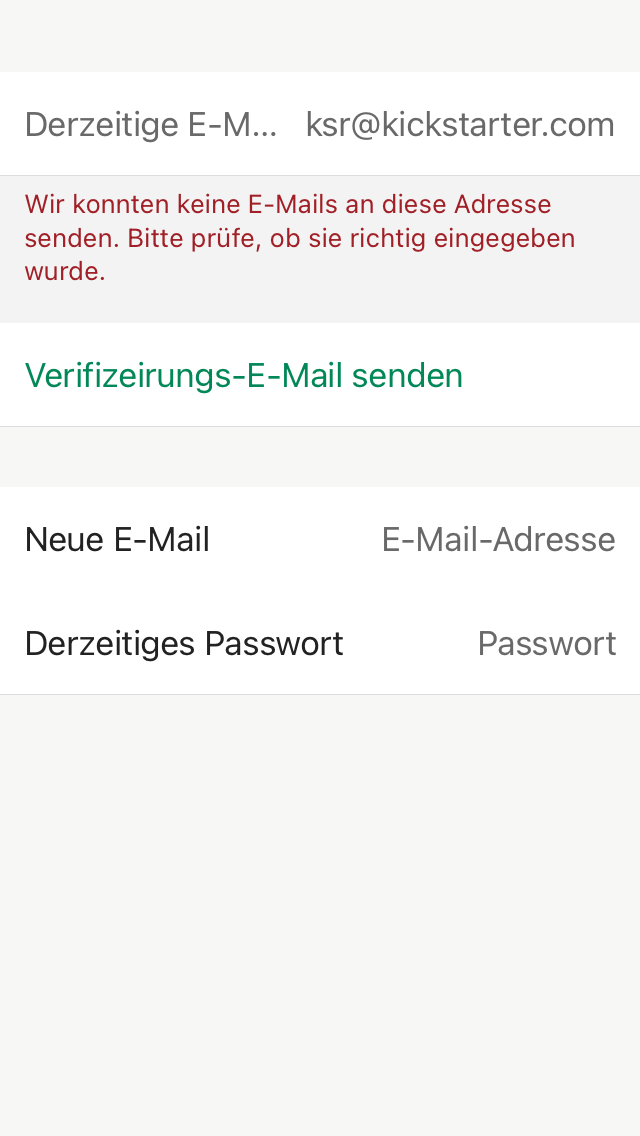 Derzeitige E-M... ksr@kickstarter.com
Wir konnten keine E-Mails an diese Adresse
senden. Bitte prüfe, ob sie richtig eingegeben
wurde.
Verifizeirungs-E-Mail senden
Neue E-Mail E-Mail-Adresse
Derzeitiges Passwort Passwort